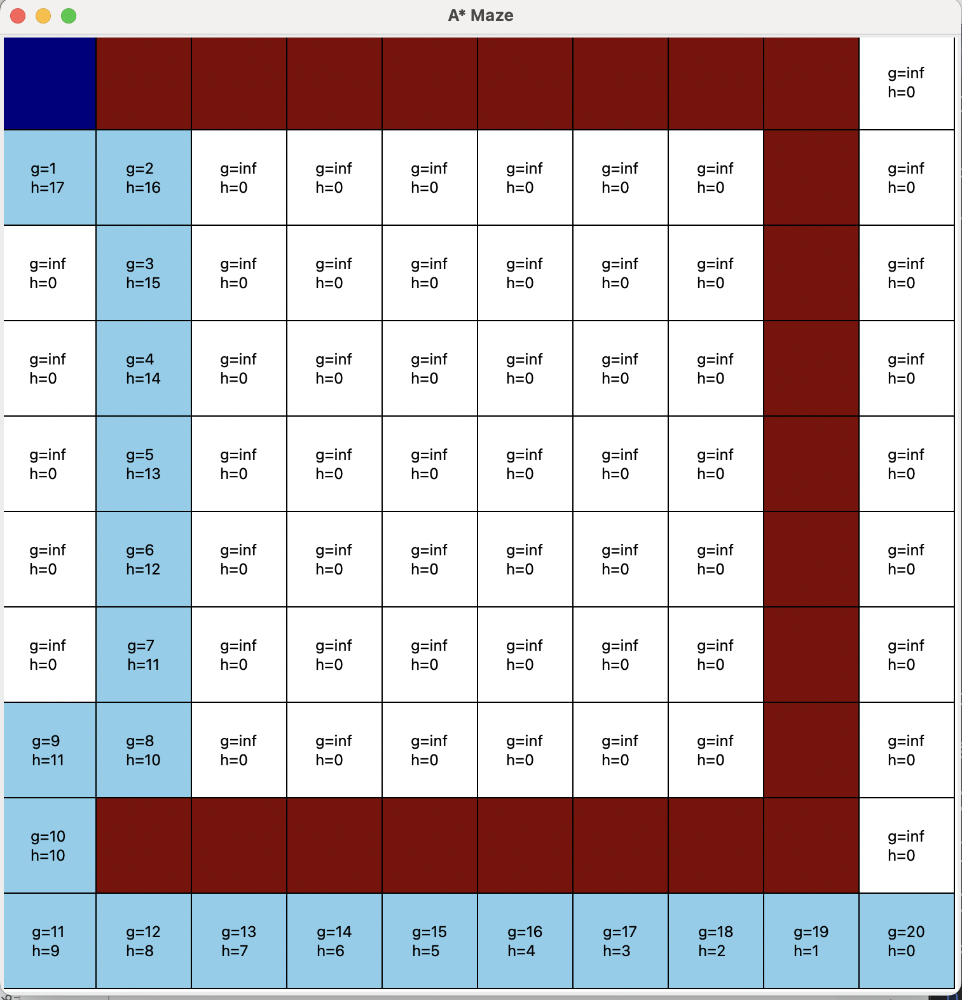 A* Maze
g=inf
h=0
g=1 g=2 g=inf g=inf g=inf g=inf g=inf g=inf g=inf
h=17 h=16 h=0 h=0 h=0 h=0 h=0 h=0 h=0
g=inf g=3 g=inf g=inf g=inf g=inf g=inf g=inf g=inf
h=0 h=15 h=0 h=0 h=0 h=0 h=0 h=0 h=0
g=inf g=4 g=inf g=inf g=inf g=inf g=inf g=inf g=inf
h=0 h=14 h=0 h=0 h=0 h=0 h=0 h=0 h=0
g=inf g=5 g=inf g=inf g=inf g=inf g=inf g=inf g=inf
h=0 h=13 h=0 h=0 h=0 h=0 h=0 h=0 h=0
g=inf g=6 g=inf g=inf g=inf g=inf g=inf g=inf g=inf
h=0 h=12 h=0 h=0 h=0 h=0 h=0 h=0 h=0
g=inf g=7 g=inf g=inf g=inf g=inf g=inf g=inf g=inf
h=0 h=11 h=0 h=0 h=0 h=0 h=0 h=0 h=0
g=9 g=8 g=inf g=inf g=inf g=inf g=inf g=inf g=inf
h=11 h=10 h=0 h=0 h=0 h=0 h=0 h=0 h=0
g=10 g=inf
h=10 h=0
g=11 g=12 g=13 g=14 g=15 g=16 g=17 g=18 g=19 g=20
h=9 h=8 h=7 h=6 h=5 h=4 h=3 h=2 h=1 h=0